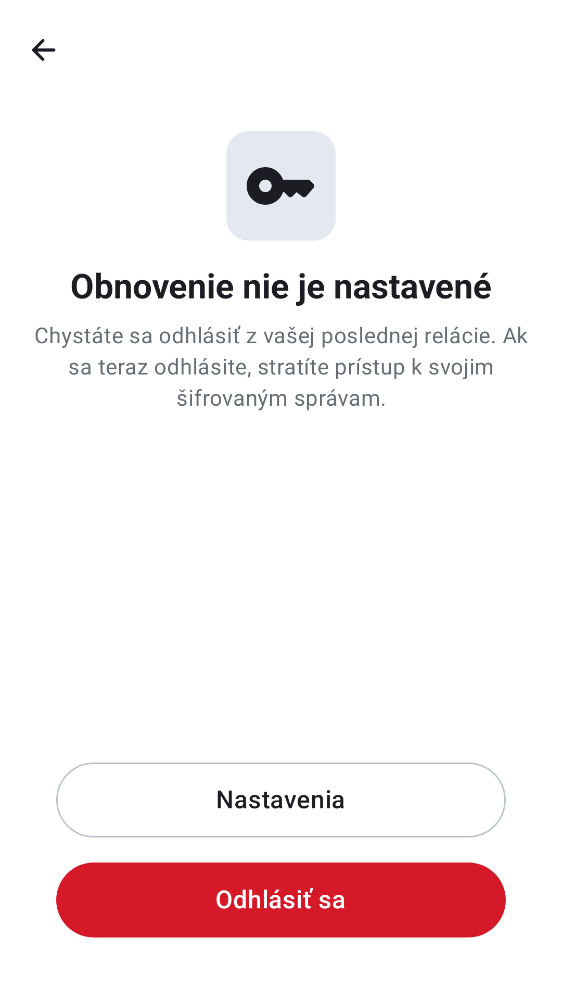 Obnovenie nie je nastavené
Chystáte sa odhlásiť z vašej poslednej relácie. Ak
sa teraz odhlásite, stratíte prístup k svojim
šifrovaným správam.
Nastavenia
Odhlásiť sa